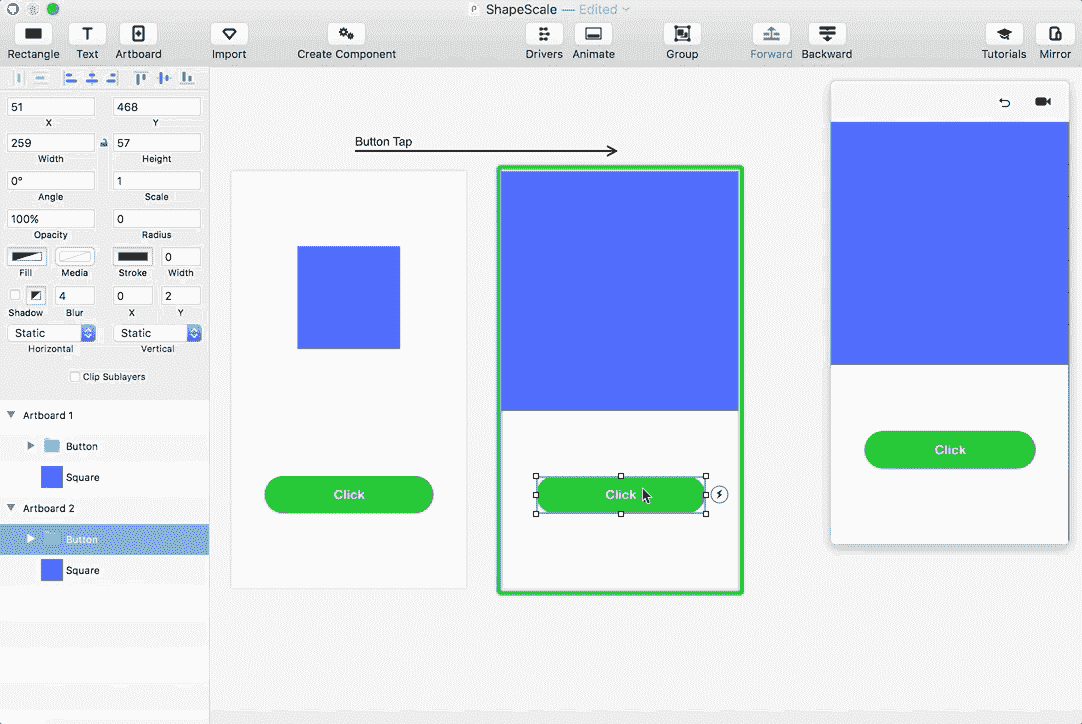 ShapeScale — Edited
Rectangle Text Artboard Import Create Component Drivers Animate Group Forward Backward Tutorials Mirror
51 468
X Y
259 57
Width Height
0° 1
Angle Scale
100% 0
Opacity Radius
0
Fill Media Stroke Width
4 0 2
Shadow Blur X Y
Static Static
Horizontal Vertical
Clip Sublayers
Artboard 1
Button
Square
Artboard 2
Button
Square
Button Tap
Click
Click
Click